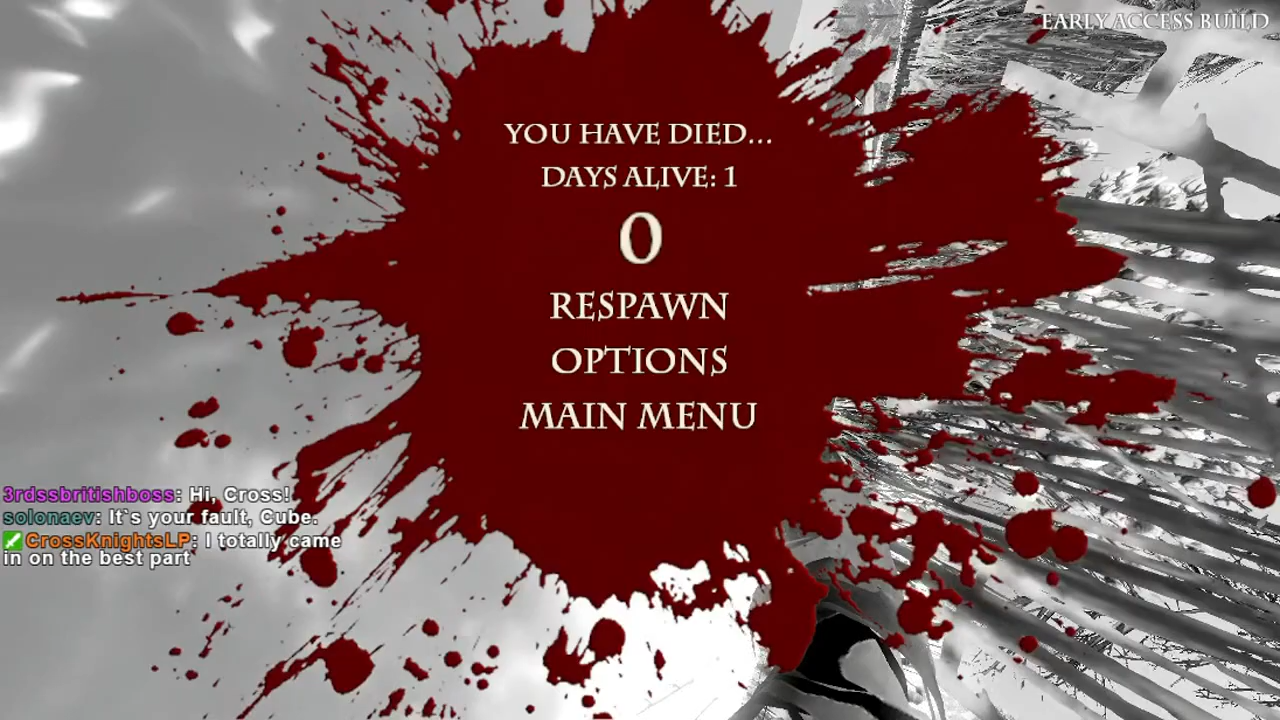 EARLY ACCESS BUILD
YOU HAVE DIED...
DAYS ALIVE: 1
0
RESPAWN
OPTIONS
MAIN MENU
3rdssbritishboss: Hi, Cross!
solonaev: It`s your fault, Cube.
CrossKnightsLP: I totally came
in on the best part